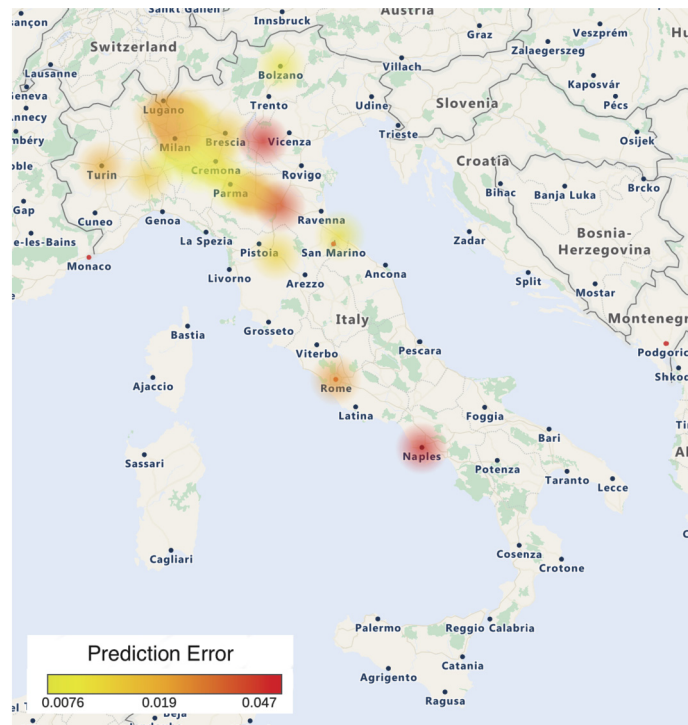 Sankt Gallen
Innsbruck
Austria
Graz
Veszprém
Zalaegerszeg
Switzerland
Lausanne
Villach
Kaposvár
Bolzano
Pécs
Lugano
Trento
Udine
Slovenia
Trieste
Osijek
Milan
Brescia
Vicenza
Croatia
Turin
Cremona
Rovigo
Bihac
Banja Luka
Brcko
Parma
Gap
Cuneo
Genoa
Ravenna
Bosnia-
Herzegovina
e-les-Bains
La Spezia
Pistoia
San Marino
Zadar
Monaco
Livorno
Arezzo
Ancona
Split
Mostar
Grosseto
Italy
Montenegr
Bastia
Viterbo
Pescara
Podgoric
Ajaccio
Rome
Latina
Foggia
Bari
Sassari
Naples
Potenza
Taranto
Lecce
Cosenza
Crotone
Cagliari
Palermo
Reggio Calabria
Prediction Error
Catania
Agrigento
0.0076
0.019
0.047
Ragusa